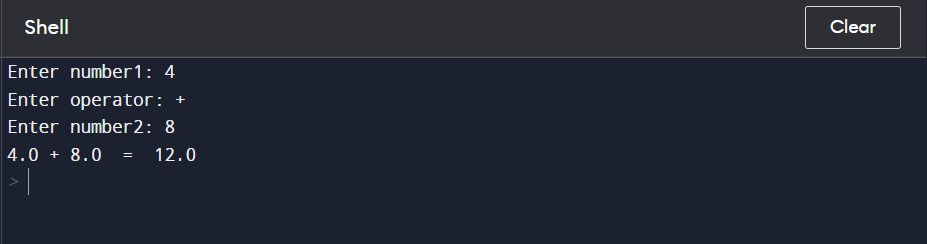 Shell
Clear
Enter number1: 4
Enter operator: +
Enter number2: 8
4.0 + 8.0  =  12.0
>